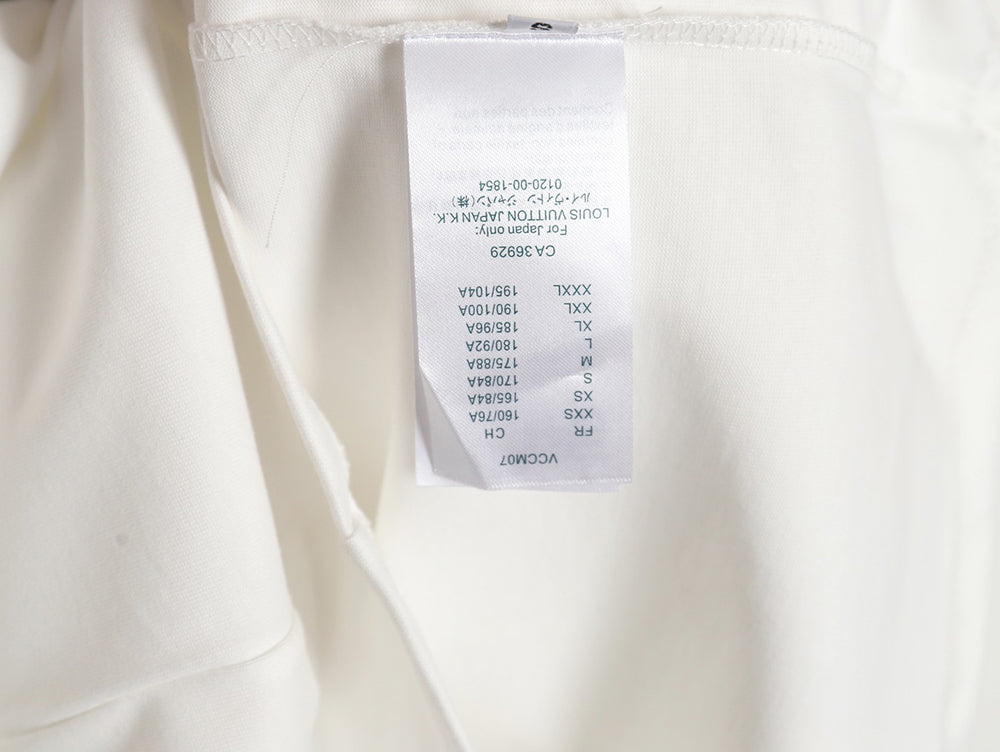 VCCM07
FR CH
XXS 160/76A
XS 165/84A
S 170/84A
M 175/88A
L 180/92A
XL 185/96A
XXL 190/100A
XXXL 195/104A
CA 36929
For Japan only:
LOUIS VUITTON JAPAN K.K.
ルイ・ヴィトン ジャパン(株)
0120-00-1854